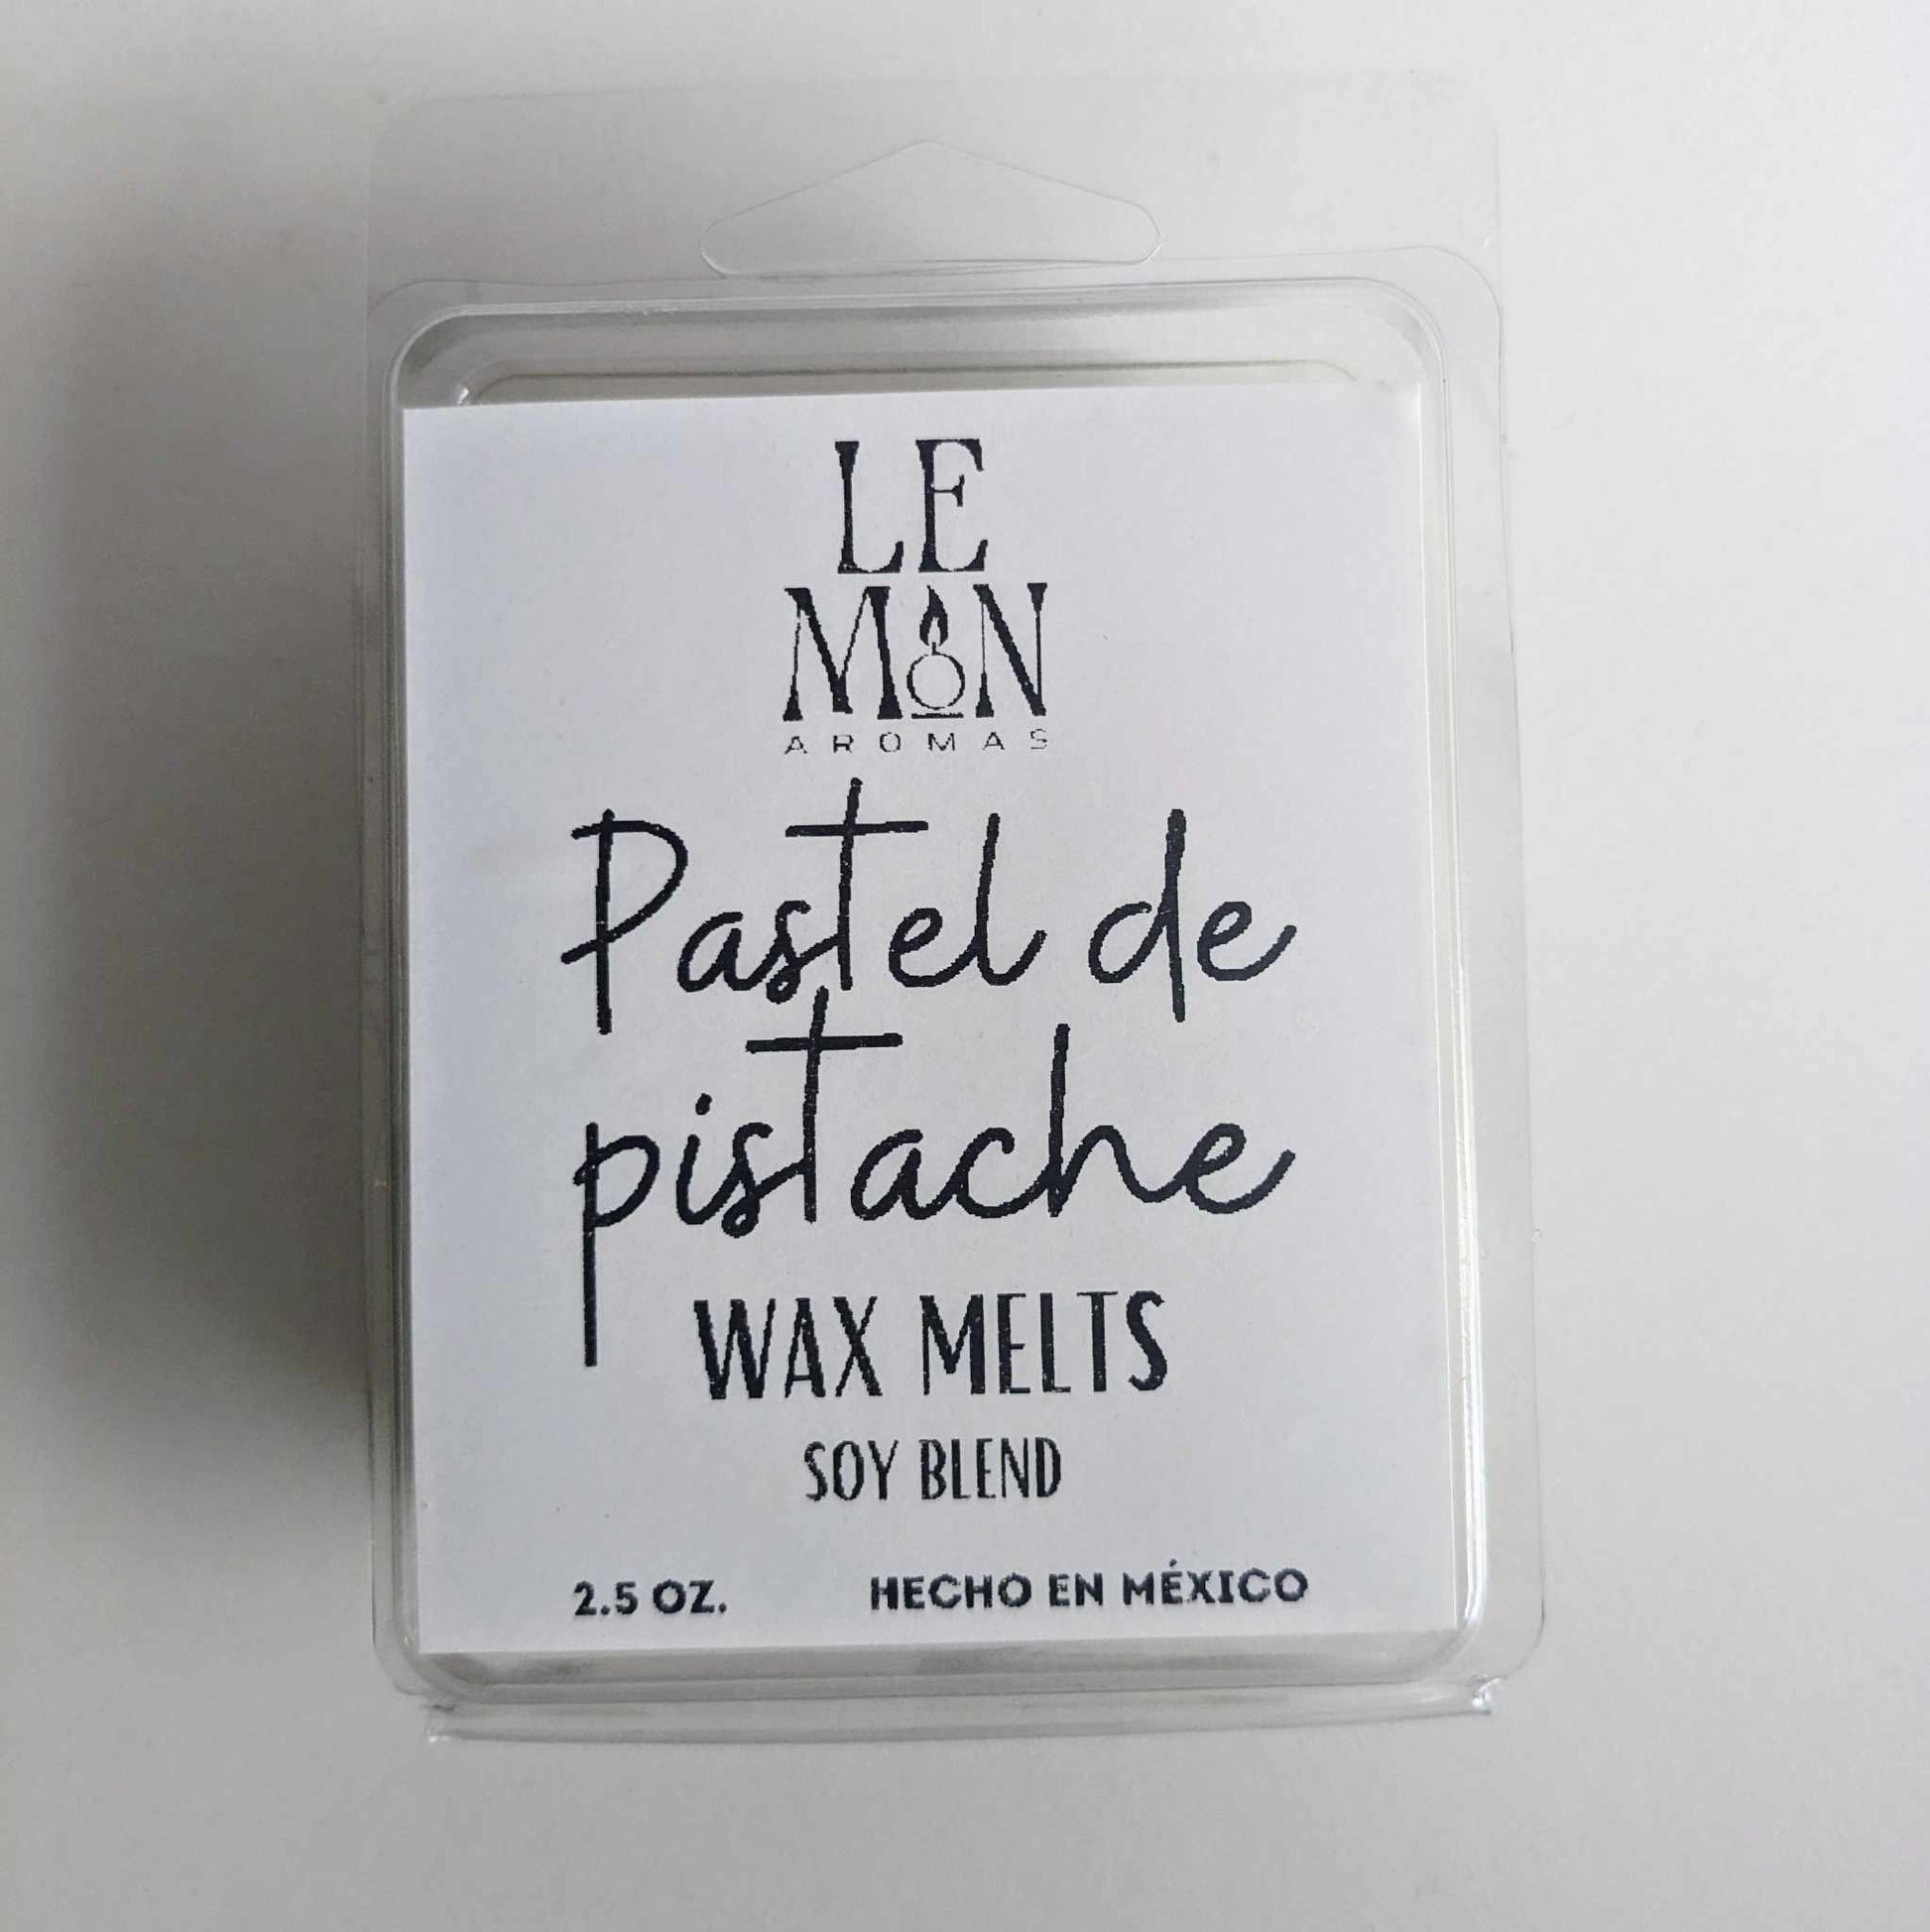 LE
MON
AROMAS
Pastel de
pistache
WAX MELTS
SOY BLEND
2.5 OZ. HECHO EN MÉXICO